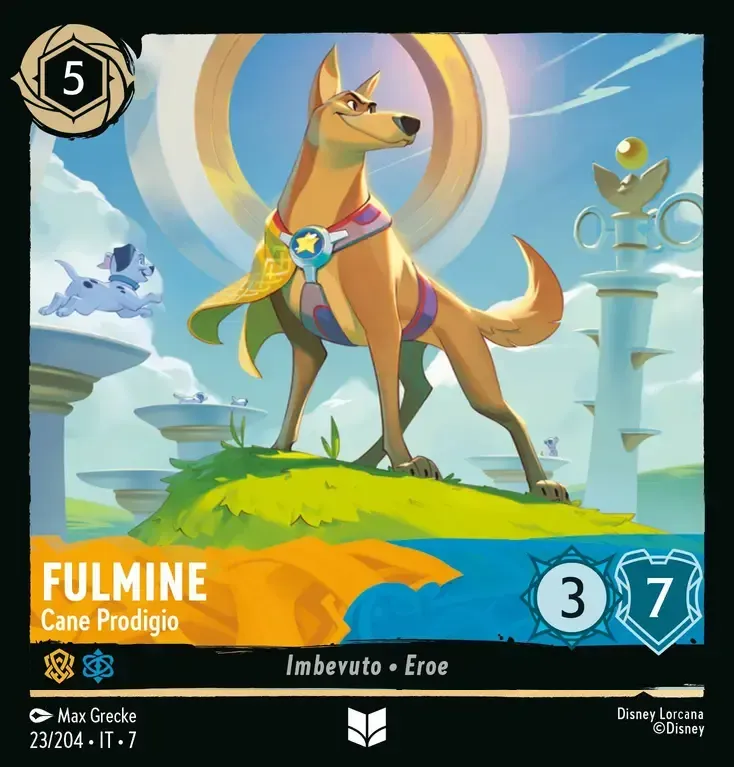 5
FULMINE
Cane Prodigio
3
7
Imbevuto • Eroe
Max Grecke
Disney Lorcana
23/204 • IT • 7
©Disney